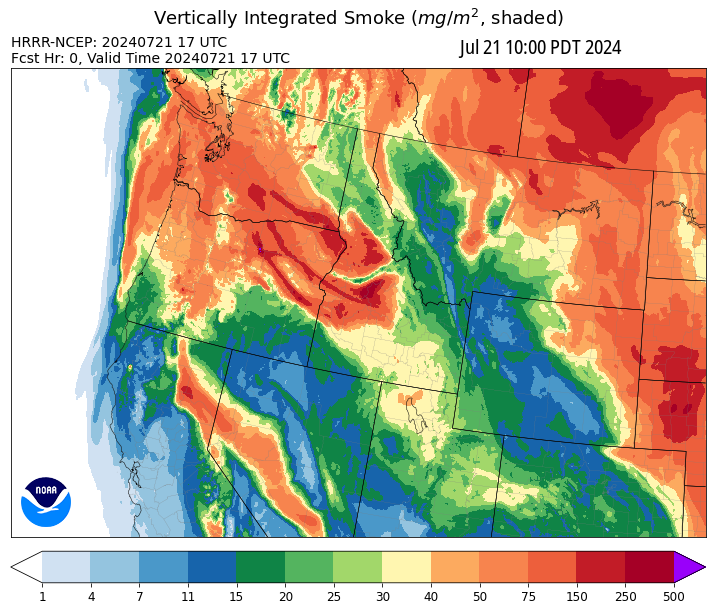 Vertically Integrated Smoke (mg/m², shaded)
HRRR-NCEP: 20240721 17 UTC
Jul 21 10:00 PDT 2024
Fcst Hr: 0, Valid Time 20240721 17 UTC
NOAA
1 4 7 11 15 20 25 30 40 50 75 150 250 500